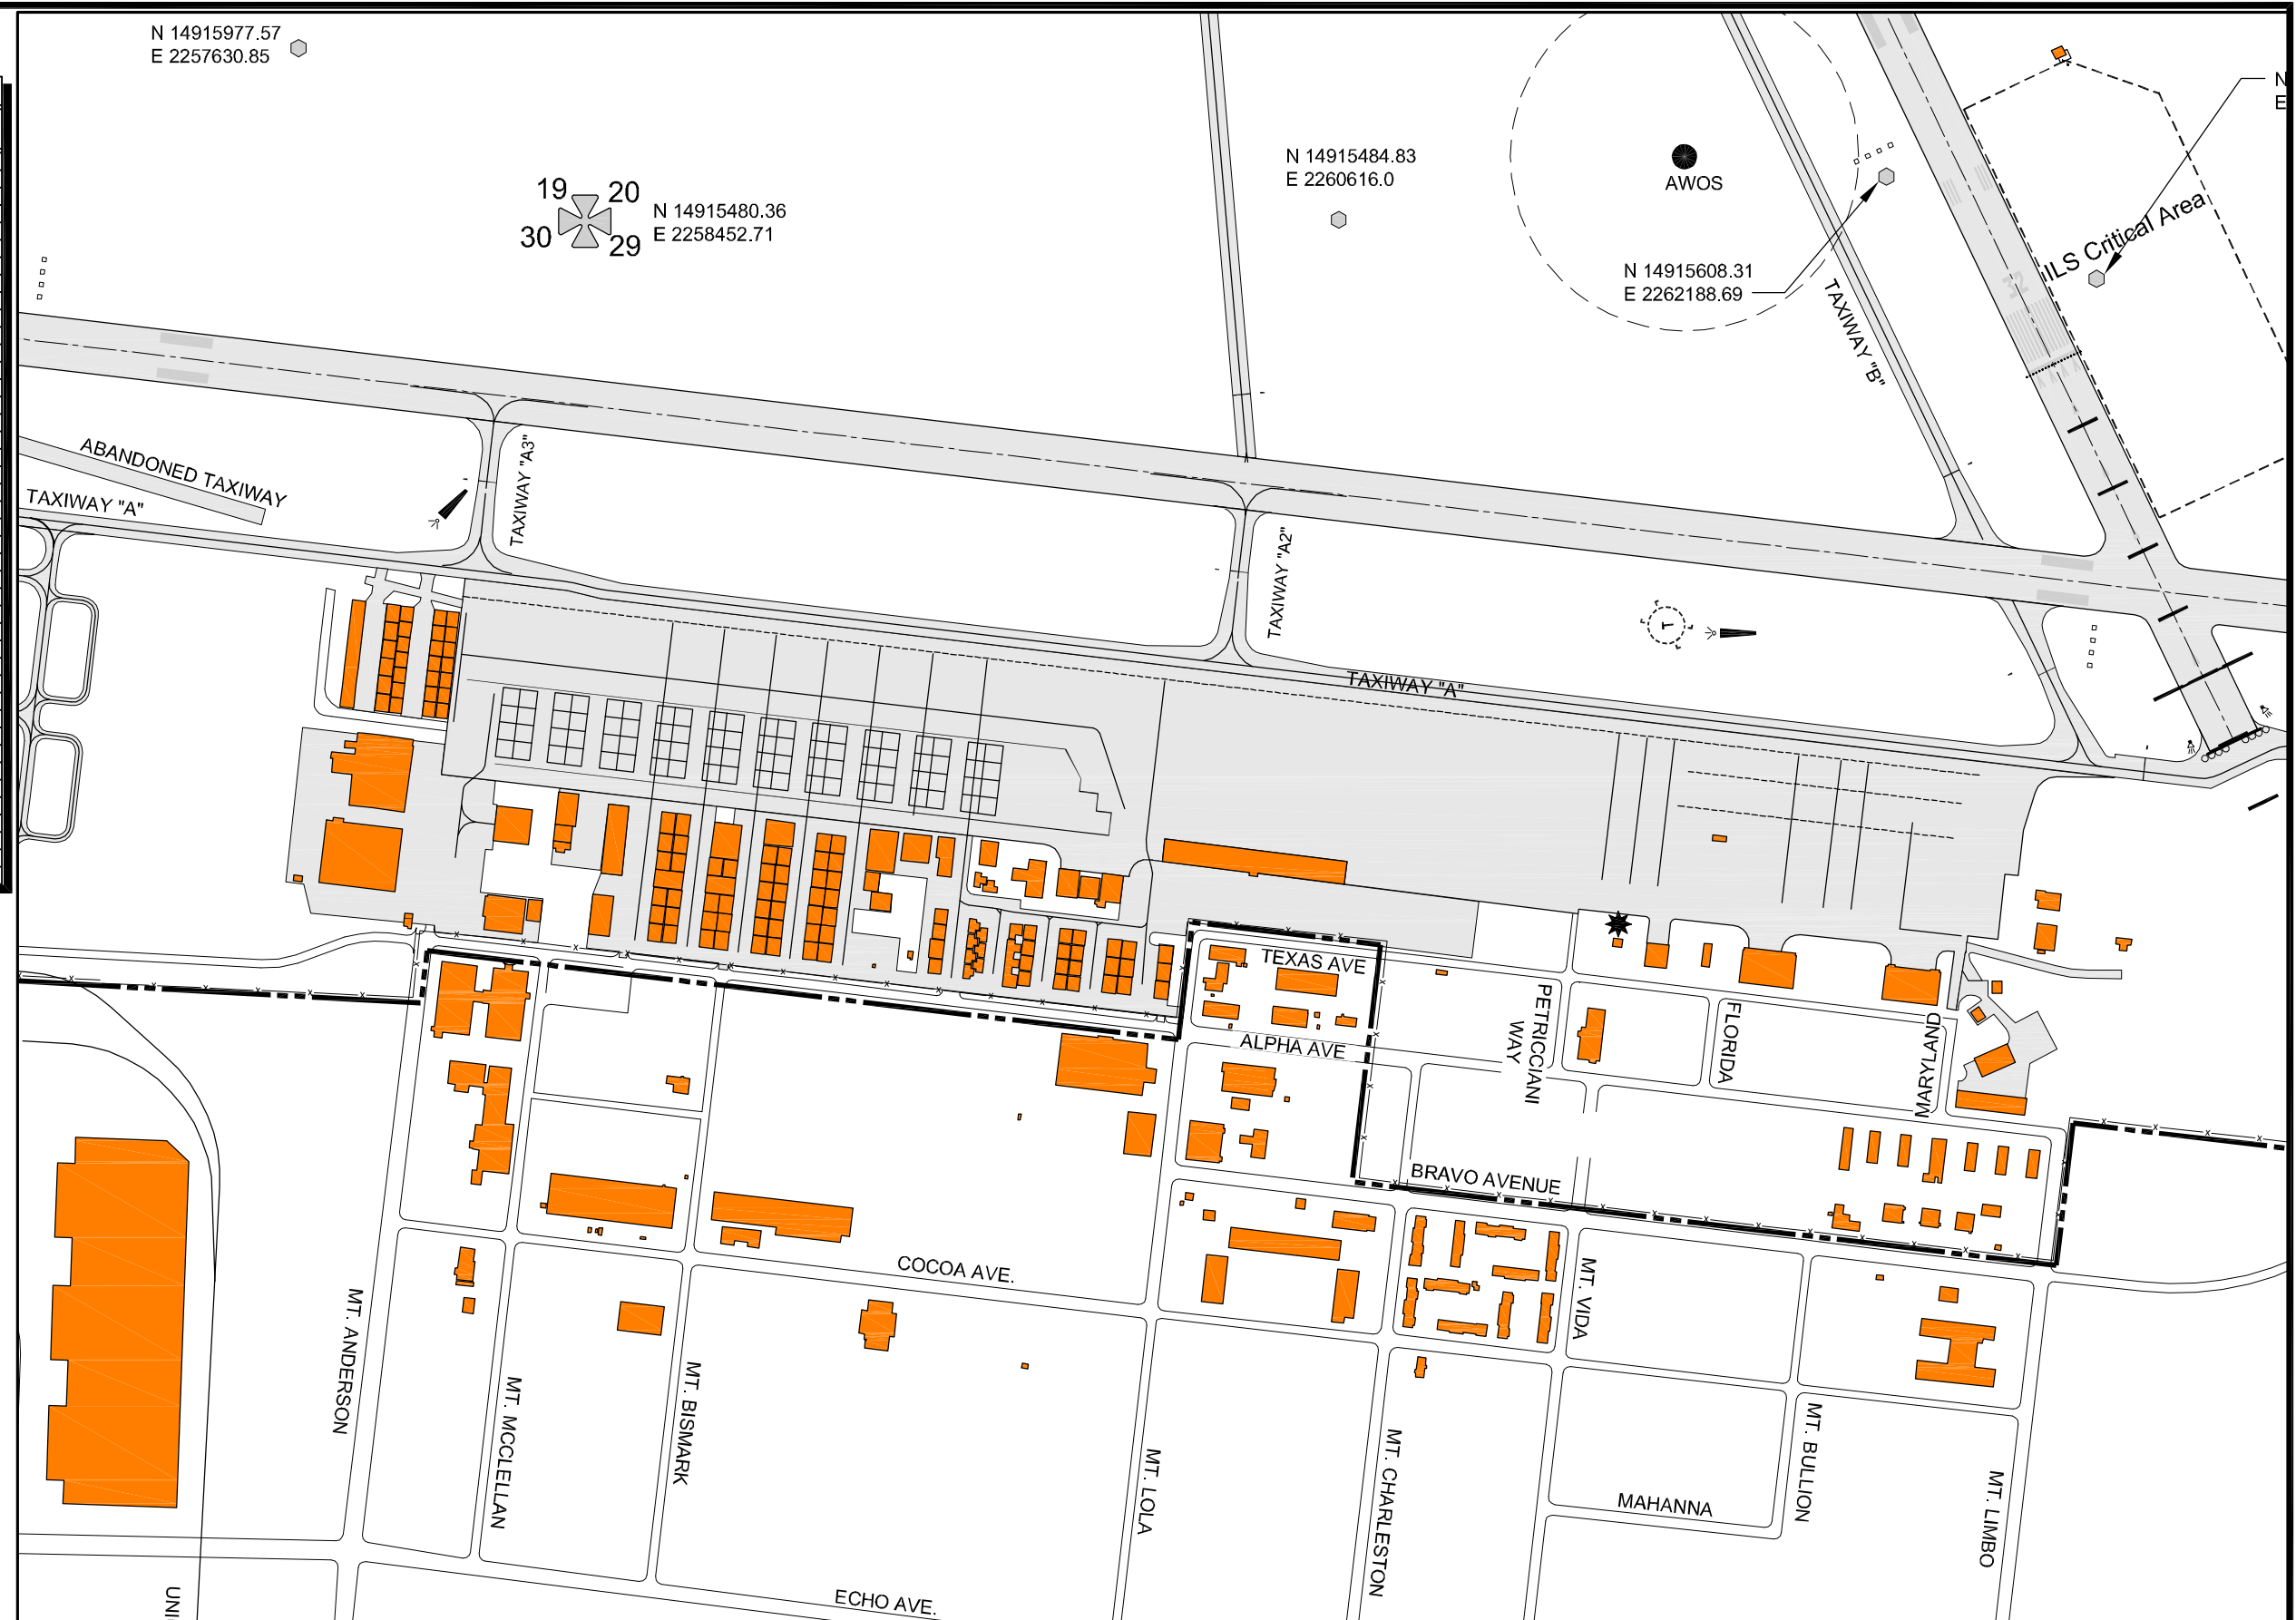 N 14915977.57
E 2257630.85
N
E
N 14915484.83
E 2260616.0
AWOS
19 20
30 29
N 14915480.36
E 2258452.71
ILS Critical Area
N 14915608.31
E 2262188.69
32
TAXIWAY "B"
ABANDONED TAXIWAY
TAXIWAY "A"
TAXIWAY "A3"
TAXIWAY "A2"
T
TAXIWAY "A"
TEXAS AVE
ALPHA AVE
PETRICCIANI
WAY
FLORIDA
MARYLAND
BRAVO AVENUE
COCOA AVE.
MT. ANDERSON
MT. MCCLELLAN
MT. BISMARK
MT. LOLA
MT. CHARLESTON
MT. VIDA
MT. BULLION
MT. LIMBO
MAHANNA
ECHO AVE.